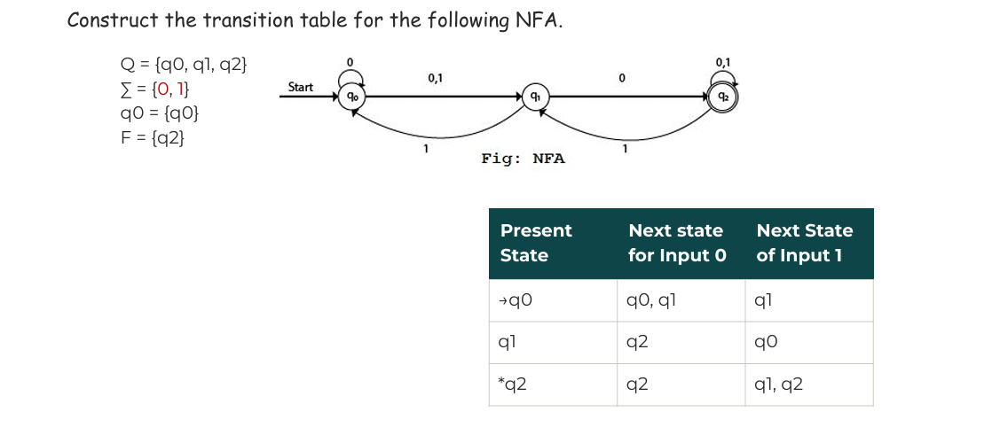 Construct the transition table for the following NFA.
Q = {q0, q1, q2}
∑ = {0, 1}
q0 = {q0}
F = {q2}
0
0,1
Start
0,1
0
q0
q1
q2
1
1
Fig: NFA
Present State
Next state for Input 0
Next State of Input 1
→q0
q0, q1
q1
q1
q2
q0
*q2
q2
q1, q2